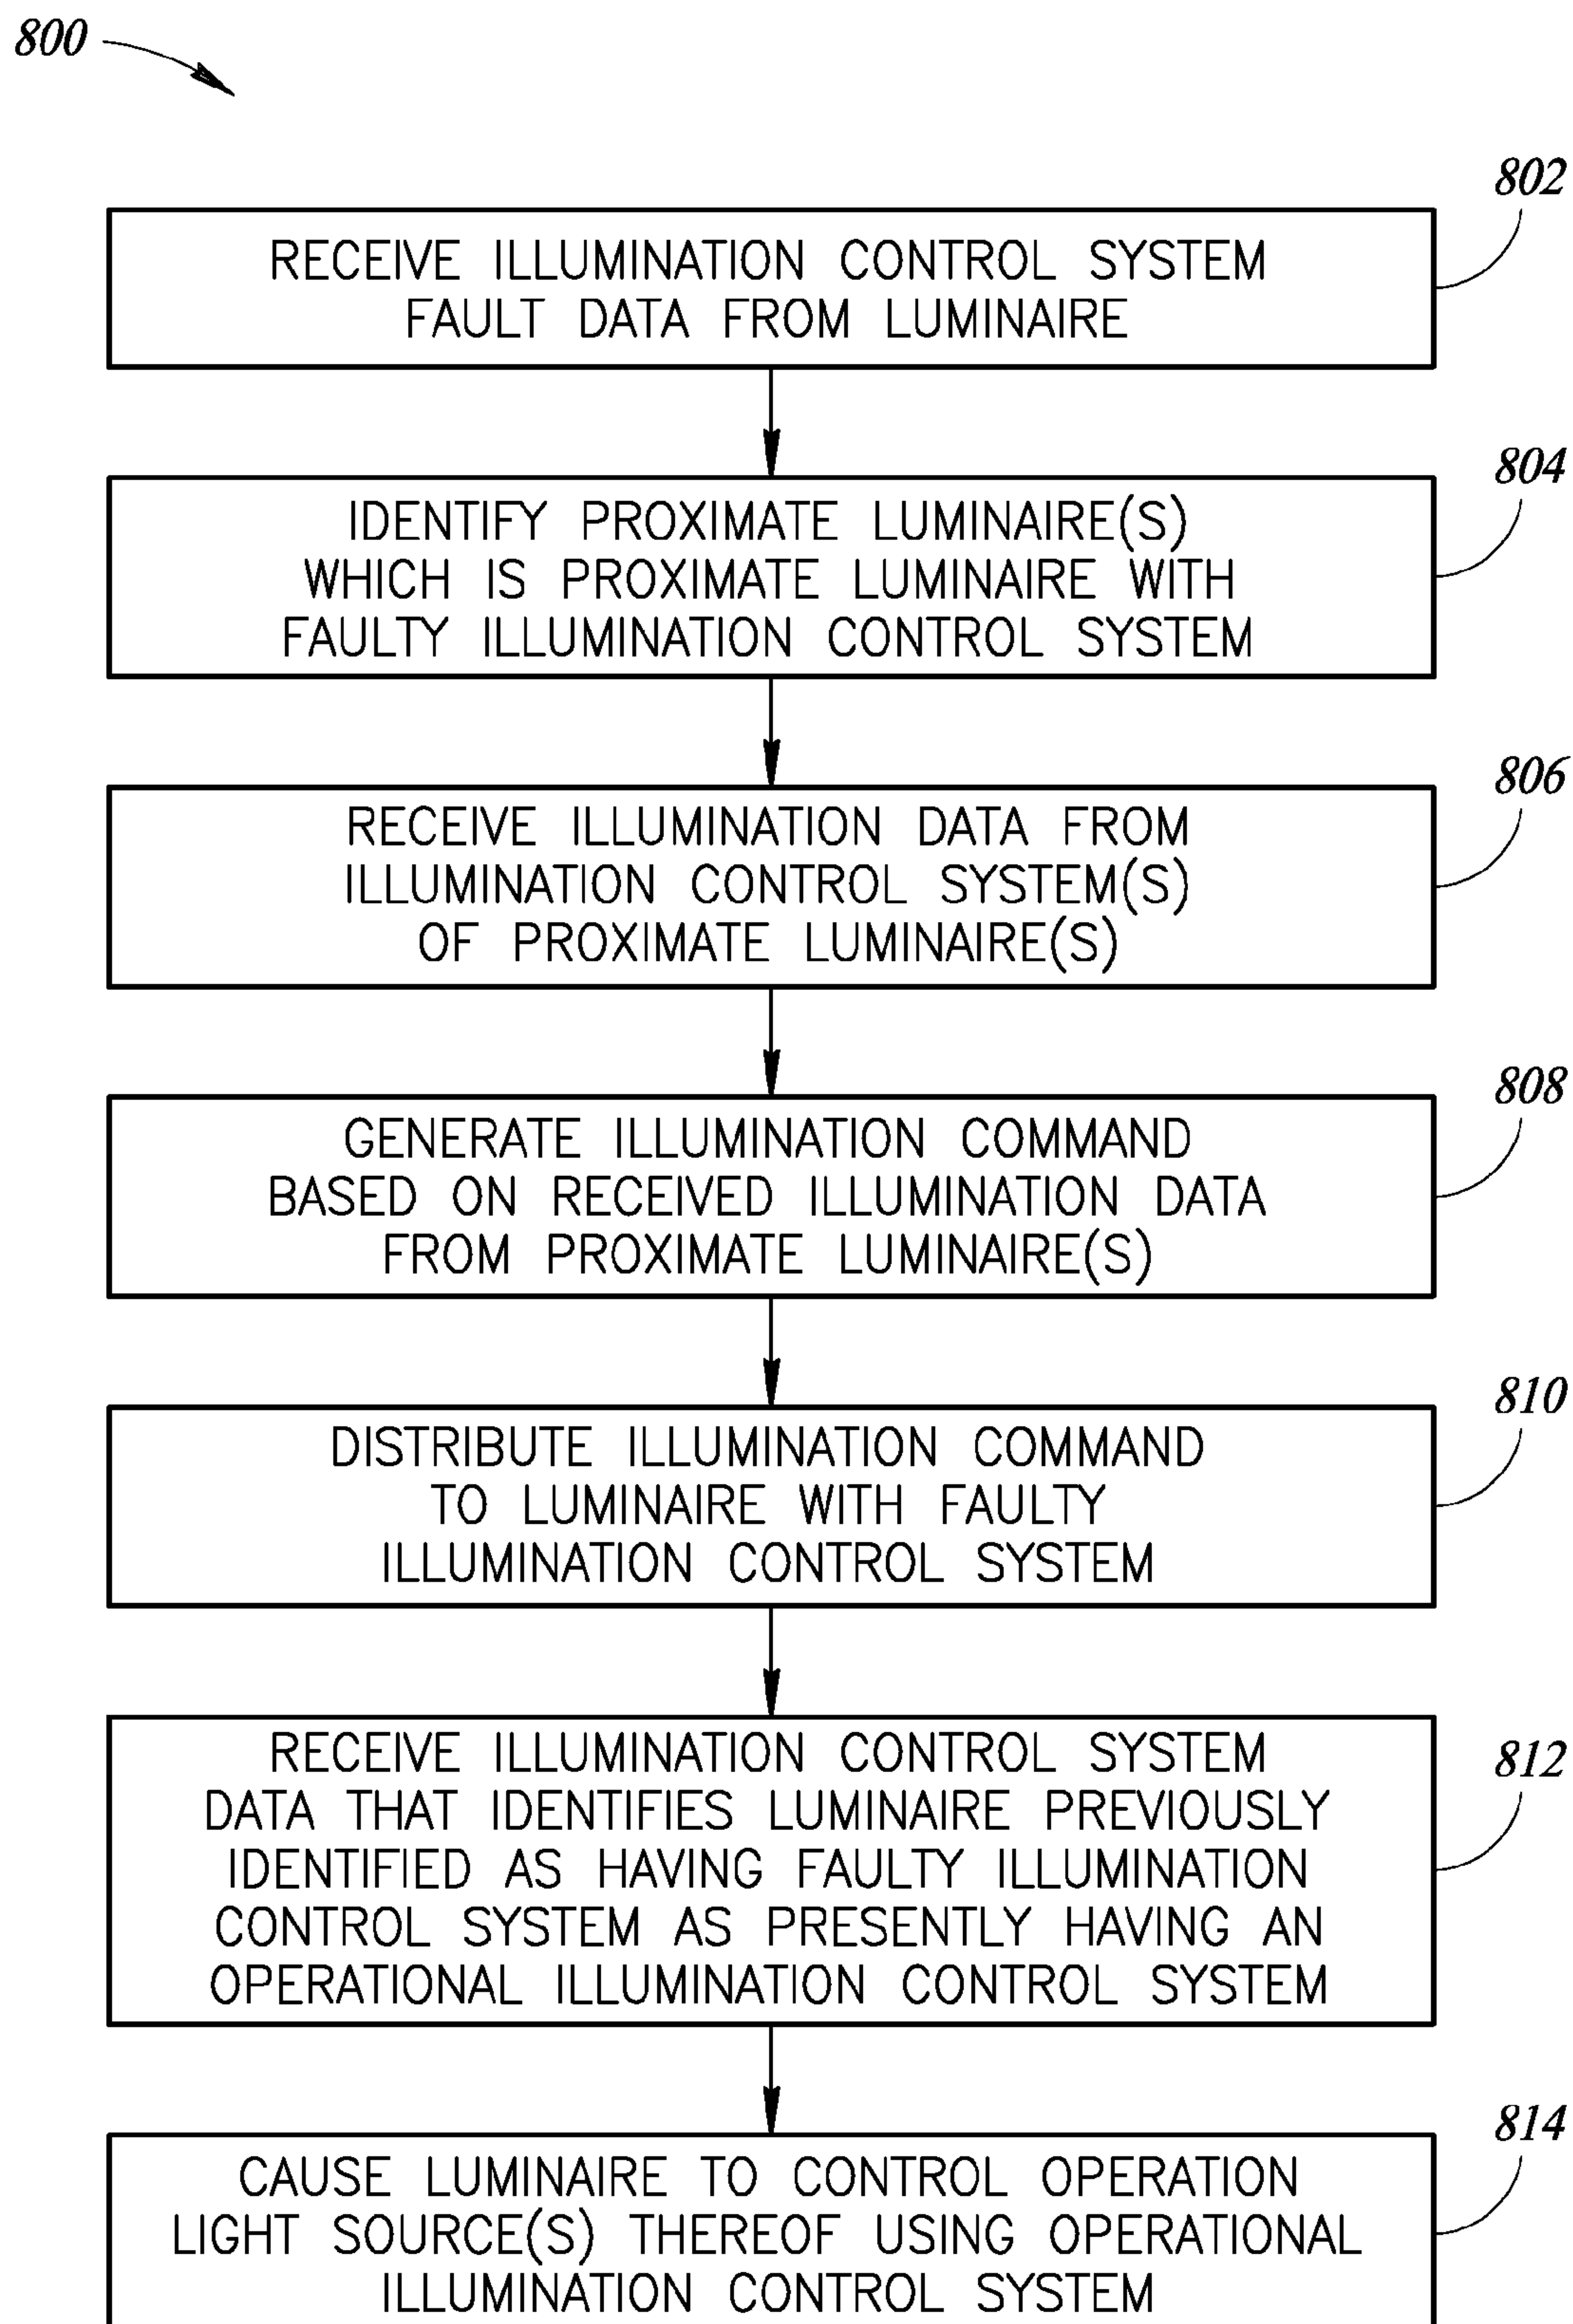 800
802
RECEIVE ILLUMINATION CONTROL SYSTEM
FAULT DATA FROM LUMINAIRE
804
IDENTIFY PROXIMATE LUMINAIRE(S)
WHICH IS PROXIMATE LUMINAIRE WITH
FAULTY ILLUMINATION CONTROL SYSTEM
806
RECEIVE ILLUMINATION DATA FROM
ILLUMINATION CONTROL SYSTEM(S)
OF PROXIMATE LUMINAIRE(S)
808
GENERATE ILLUMINATION COMMAND
BASED ON RECEIVED ILLUMINATION DATA
FROM PROXIMATE LUMINAIRE(S)
810
DISTRIBUTE ILLUMINATION COMMAND
TO LUMINAIRE WITH FAULTY
ILLUMINATION CONTROL SYSTEM
812
RECEIVE ILLUMINATION CONTROL SYSTEM
DATA THAT IDENTIFIES LUMINAIRE PREVIOUSLY
IDENTIFIED AS HAVING FAULTY ILLUMINATION
CONTROL SYSTEM AS PRESENTLY HAVING AN
OPERATIONAL ILLUMINATION CONTROL SYSTEM
814
CAUSE LUMINAIRE TO CONTROL OPERATION
LIGHT SOURCE(S) THEREOF USING OPERATIONAL
ILLUMINATION CONTROL SYSTEM